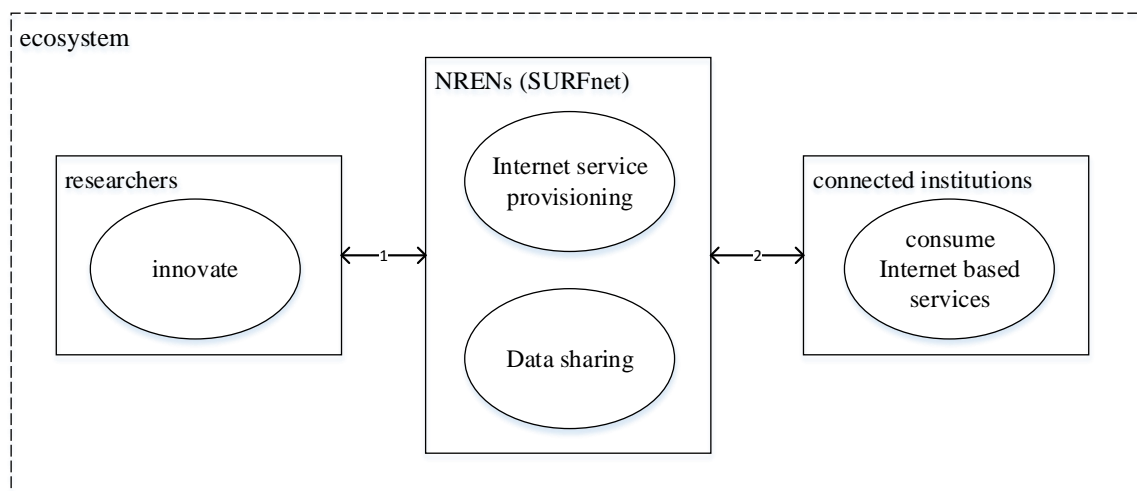 ecosystem
NRENs (SURFnet)
Internet service
provisioning
researchers
innovate
1
2
connected institutions
consume
Internet based
services
Data sharing